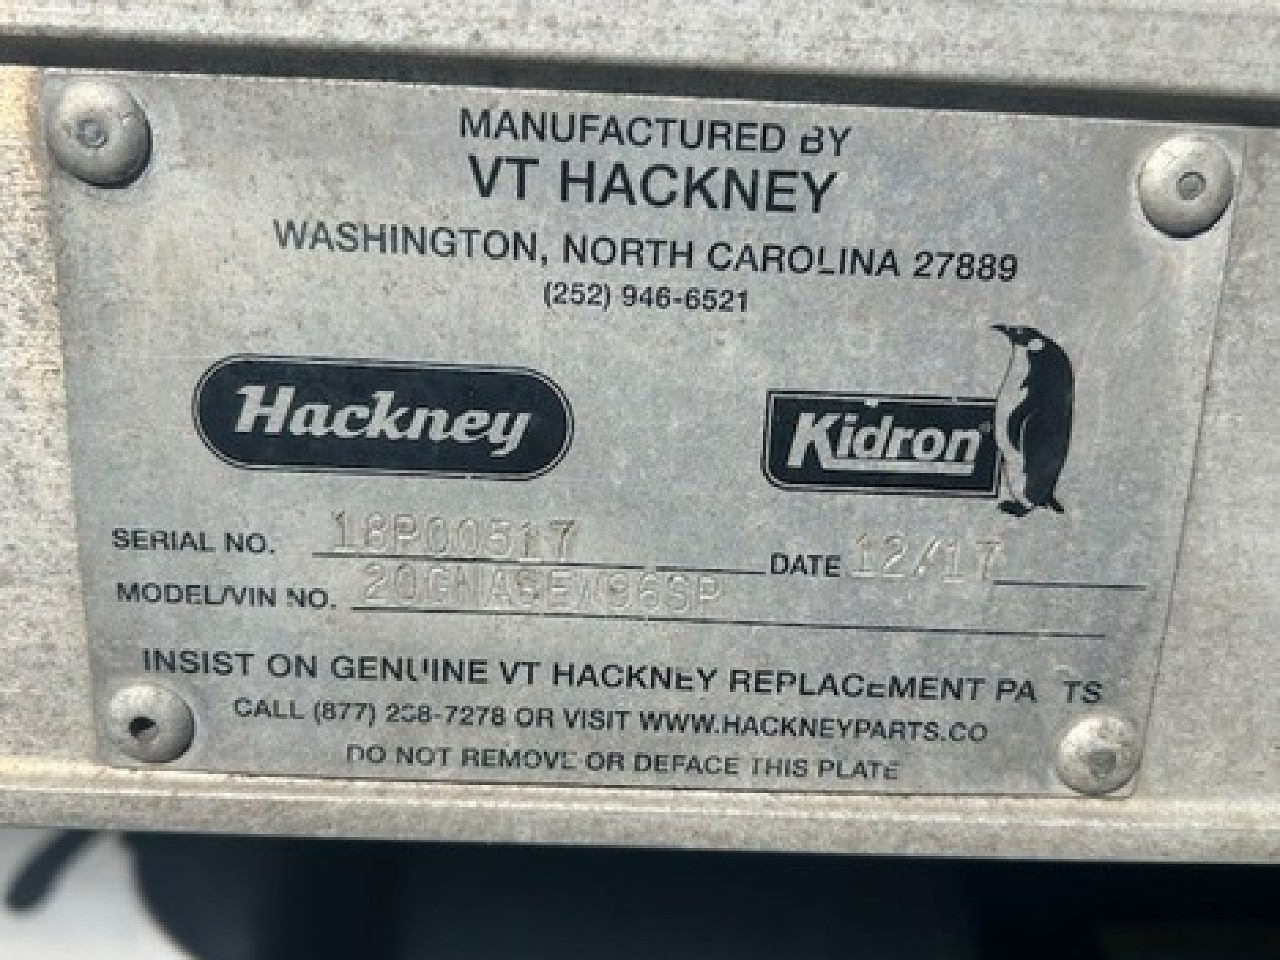 MANUFACTURED BY
VT HACKNEY
WASHINGTON, NORTH CAROLINA 27889
(252) 946-6521
Hackney
Kidron
SERIAL NO. 18P00517 DATE 12/17
MODEL/VIN NO.
INSIST ON GENUINE VT HACKNEY REPLACEMENT PA TS
CALL (877) 268-7278 OR VISIT WWW.HACKNEYPARTS.CO
DO NOT REMOVE OR DEFACE THIS PLATE